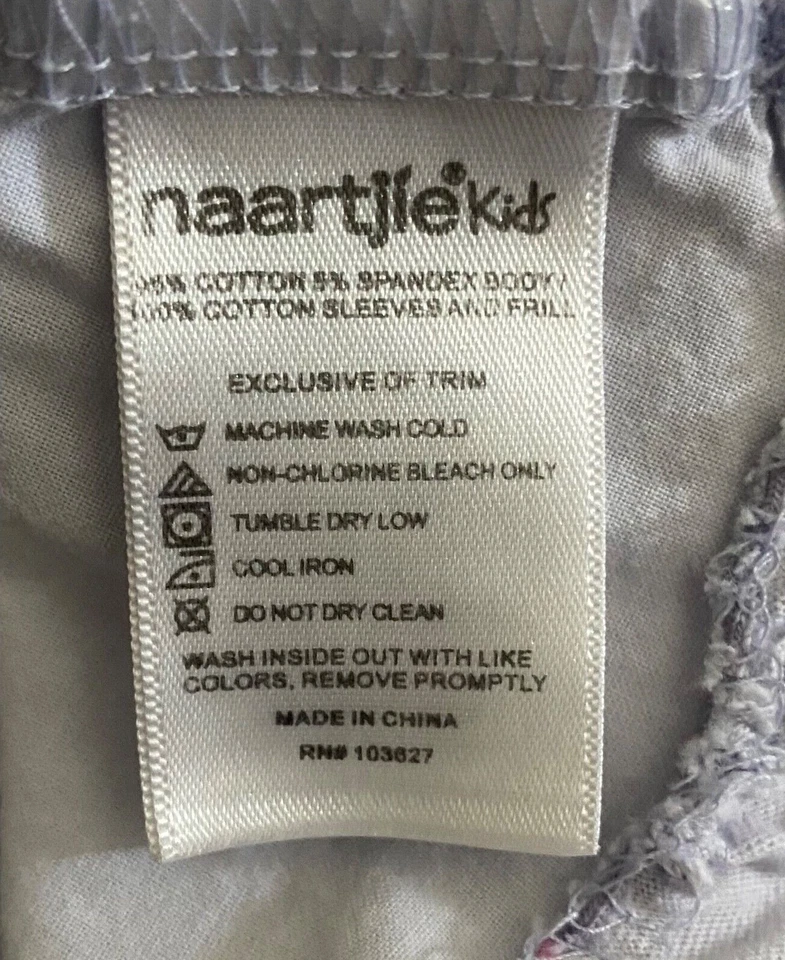 naartjie® Kids
95% COTTON 5% SPANDEX BODY/
100% COTTON SLEEVES AND FRILL
EXCLUSIVE OF TRIM
MACHINE WASH COLD
NON-CHLORINE BLEACH ONLY
TUMBLE DRY LOW
COOL IRON
DO NOT DRY CLEAN
WASH INSIDE OUT WITH LIKE
COLORS, REMOVE PROMPTLY
MADE IN CHINA
RN# 103627